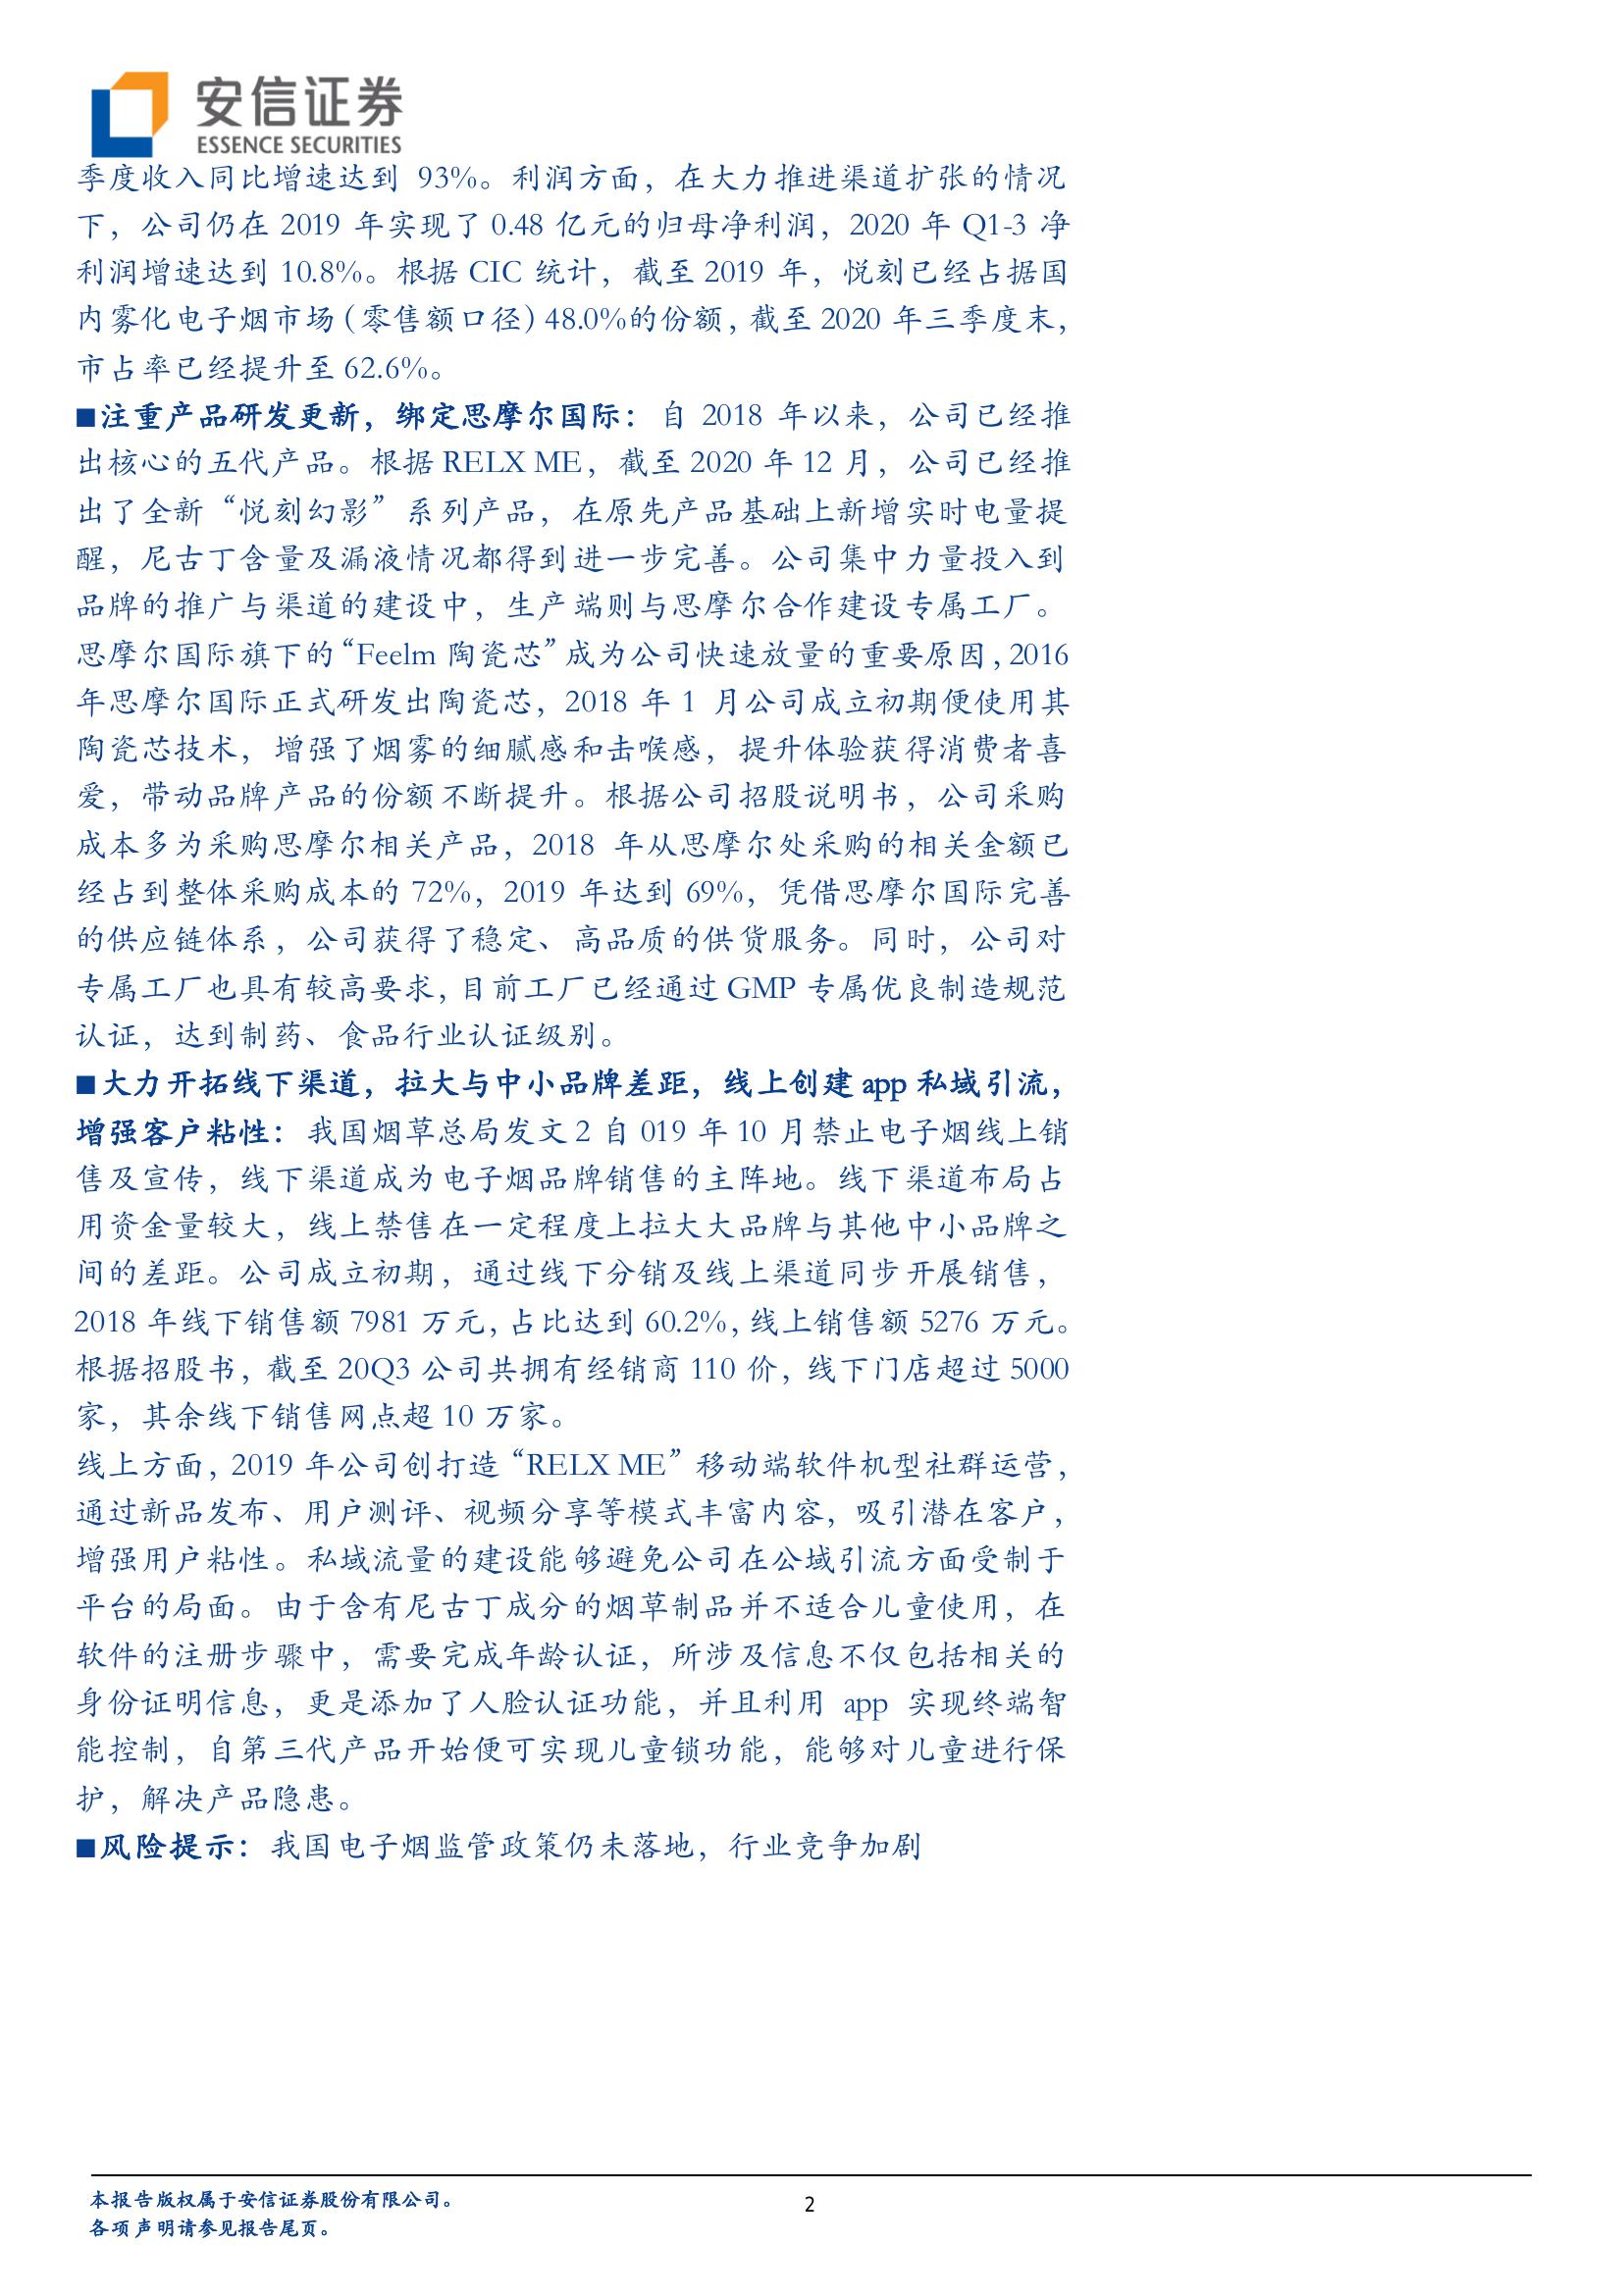 安信证券
ESSENCE SECURITIES
季度收入同比增速达到 93%。利润方面，在大力推进渠道扩张的情况
下，公司仍在 2019 年实现了 0.48 亿元的归母净利润，2020 年 Q1-3 净
利润增速达到 10.8%。根据 CIC 统计，截至 2019 年，悦刻已经占据国
内雾化电子烟市场（零售额口径）48.0%的份额，截至 2020 年三季度末，
市占率已经提升至 62.6%。
■注重产品研发更新，绑定思摩尔国际：自 2018 年以来，公司已经推
出核心的五代产品。根据 RELX ME，截至 2020 年 12 月，公司已经推
出了全新“悦刻幻影”系列产品，在原先产品基础上新增实时电量提
醒，尼古丁含量及漏液情况都得到进一步完善。公司集中力量投入到
品牌的推广与渠道的建设中，生产端则与思摩尔合作建设专属工厂。
思摩尔国际旗下的“Feelm 陶瓷芯”成为公司快速放量的重要原因，2016
年思摩尔国际正式研发出陶瓷芯，2018 年 1 月公司成立初期便使用其
陶瓷芯技术，增强了烟雾的细腻感和击喉感，提升体验获得消费者喜
爱，带动品牌产品的份额不断提升。根据公司招股说明书，公司采购
成本多为采购思摩尔相关产品，2018 年从思摩尔处采购的相关金额已
经占到整体采购成本的 72%，2019 年达到 69%，凭借思摩尔国际完善
的供应链体系，公司获得了稳定、高品质的供货服务。同时，公司对
专属工厂也具有较高要求，目前工厂已经通过 GMP 专属优良制造规范
认证，达到制药、食品行业认证级别。
■大力开拓线下渠道，拉大与中小品牌差距，线上创建 app 私域引流，
增强客户粘性：我国烟草总局发文 2 自 019 年 10 月禁止电子烟线上销
售及宣传，线下渠道成为电子烟品牌销售的主阵地。线下渠道布局占
用资金量较大，线上禁售在一定程度上拉大大品牌与其他中小品牌之
间的差距。公司成立初期，通过线下分销及线上渠道同步开展销售，
2018 年线下销售额 7981 万元，占比达到 60.2%，线上销售额 5276 万元。
根据招股书，截至 20Q3 公司共拥有经销商 110 价，线下门店超过 5000
家，其余线下销售网点超 10 万家。
线上方面，2019 年公司创打造“RELX ME”移动端软件机型社群运营，
通过新品发布、用户测评、视频分享等模式丰富内容，吸引潜在客户，
增强用户粘性。私域流量的建设能够避免公司在公域引流方面受制于
平台的局面。由于含有尼古丁成分的烟草制品并不适合儿童使用，在
软件的注册步骤中，需要完成年龄认证，所涉及信息不仅包括相关的
身份证明信息，更是添加了人脸认证功能，并且利用 app 实现终端智
能控制，自第三代产品开始便可实现儿童锁功能，能够对儿童进行保
护，解决产品隐患。
■风险提示：我国电子烟监管政策仍未落地，行业竞争加剧
本报告版权属于安信证券股份有限公司。
各项声明请参见报告尾页。
2